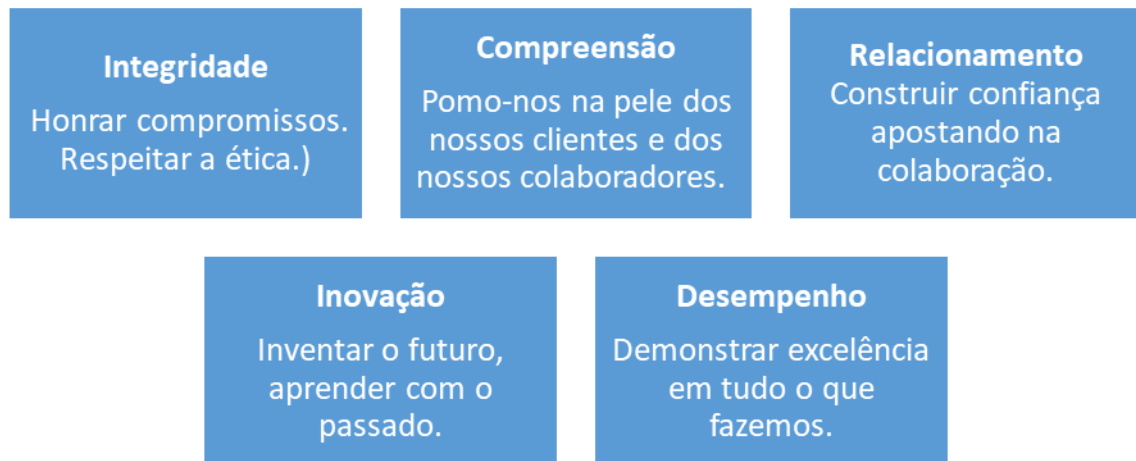 Integridade
Honrar compromissos.
Respeitar a ética.)
Compreensão
Pomo-nos na pele dos
nossos clientes e dos
nossos colaboradores.
Relacionamento
Construir confiança
apostando na
colaboração.
Inovação
Inventar o futuro,
aprender com o
passado.
Desempenho
Demonstrar excelência
em tudo o que
fazemos.